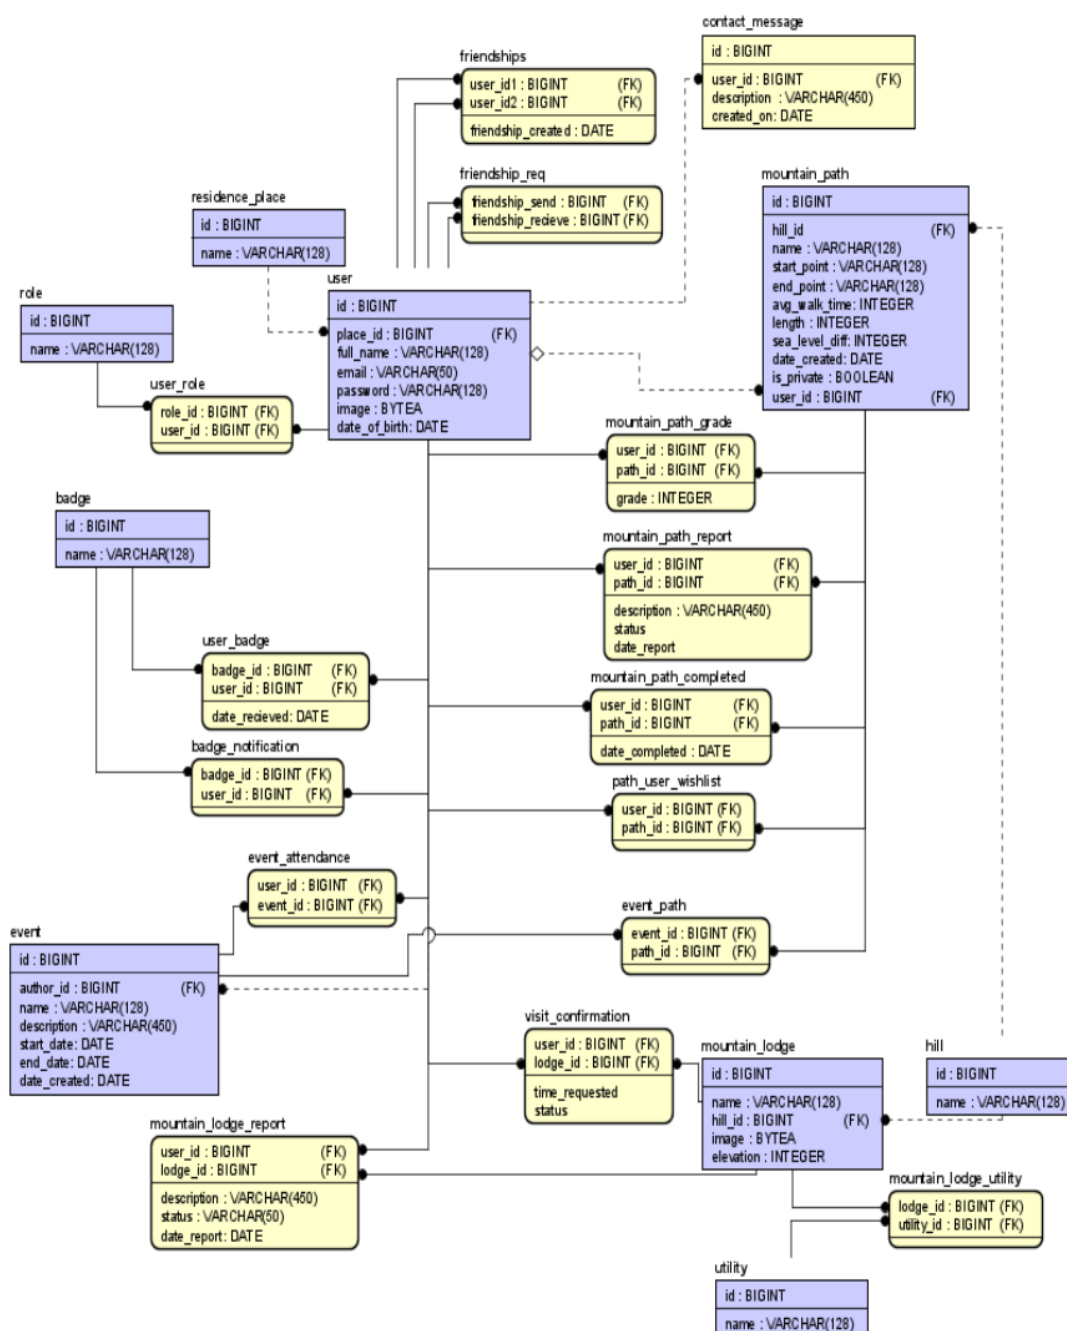 contact_message
id : BIGINT
user_id : BIGINT (FK)
description : VARCHAR(450)
created_on: DATE
friendships
user_id1 : BIGINT (FK)
user_id2 : BIGINT (FK)
friendship_created : DATE
friendship_req
friendship_send : BIGINT (FK)
friendship_recieve : BIGINT (FK)
mountain_path
id : BIGINT
hill_id (FK)
name : VARCHAR(128)
start_point : VARCHAR(128)
end_point : VARCHAR(128)
avg_walk_time: INTEGER
length : INTEGER
sea_level_diff: INTEGER
date_created: DATE
is_private : BOOLEAN
user_id : BIGINT (FK)
residence_place
id : BIGINT
name : VARCHAR(128)
user
id : BIGINT
place_id : BIGINT (FK)
full_name : VARCHAR(128)
email : VARCHAR(50)
password : VARCHAR(128)
image : BYTEA
date_of_birth: DATE
role
id : BIGINT
name : VARCHAR(128)
user_role
role_id : BIGINT (FK)
user_id : BIGINT (FK)
mountain_path_grade
user_id : BIGINT (FK)
path_id : BIGINT (FK)
grade : INTEGER
badge
id : BIGINT
name : VARCHAR(128)
mountain_path_report
user_id : BIGINT (FK)
path_id : BIGINT (FK)
description : VARCHAR(450)
status
date_report
user_badge
badge_id : BIGINT (FK)
user_id : BIGINT (FK)
date_recieved: DATE
mountain_path_completed
user_id : BIGINT (FK)
path_id : BIGINT (FK)
date_completed : DATE
badge_notification
badge_id : BIGINT (FK)
user_id : BIGINT (FK)
path_user_wishlist
user_id : BIGINT (FK)
path_id : BIGINT (FK)
event_attendance
user_id : BIGINT (FK)
event_id : BIGINT (FK)
event_path
event_id : BIGINT (FK)
path_id : BIGINT (FK)
event
id : BIGINT
author_id : BIGINT (FK)
name : VARCHAR(128)
description : VARCHAR(450)
start_date: DATE
end_date: DATE
date_created: DATE
visit_confirmation
user_id : BIGINT (FK)
lodge_id : BIGINT (FK)
time_requested
status
mountain_lodge
id : BIGINT
name : VARCHAR(128)
hill_id : BIGINT (FK)
image : BYTEA
elevation : INTEGER
hill
id : BIGINT
name : VARCHAR(128)
mountain_lodge_report
user_id : BIGINT (FK)
lodge_id : BIGINT (FK)
description : VARCHAR(450)
status : VARCHAR(50)
date_report: DATE
mountain_lodge_utility
lodge_id : BIGINT (FK)
utility_id : BIGINT (FK)
utility
id : BIGINT
name : VARCHAR(128)